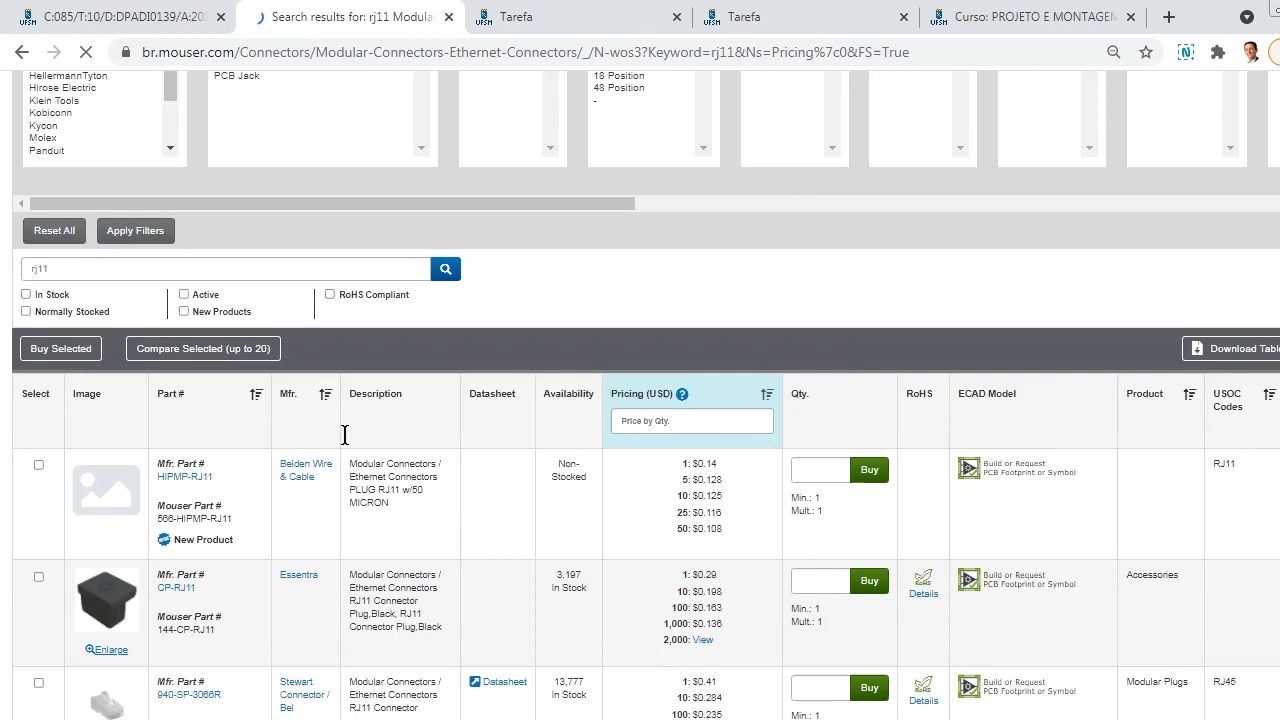 C:085/T:10/D:DPADI0139/A:202
Search results for: rj11 Modular
Tarefa
Tarefa
Curso: PROJETO E MONTAGEM
br.mouser.com/Connectors/Modular-Connectors-Ethernet-Connectors/_/N-wos3?Keyword=rj11&Ns=Pricing%7c0&FS=True
HellermannTyton
Hirose Electric
Klein Tools
Kobiconn
Kycon
Molex
Panduit
PCB Jack
18 Position
48 Position
-
Reset All
Apply Filters
rj11
In Stock
Active
RoHS Compliant
Normally Stocked
New Products
Buy Selected
Compare Selected (up to 20)
Download Table
Select
Image
Part #
Mfr.
Description
Datasheet
Availability
Pricing (USD)
Price by Qty.
Qty.
RoHS
ECAD Model
Product
USOC
Codes
Mfr. Part #
HIPMP-RJ11
Mouser Part #
566-HIPMP-RJ11
New Product
Belden Wire
& Cable
Modular Connectors /
Ethernet Connectors
PLUG RJ11 w/50
MICRON
Non-
Stocked
1: $0.14
5: $0.128
10: $0.125
25: $0.116
50: $0.108
Buy
Min.: 1
Mult.: 1
Build or Request
PCB Footprint or Symbol
RJ11
Enlarge
Mfr. Part #
CP-RJ11
Mouser Part #
144-CP-RJ11
Essentra
Modular Connectors /
Ethernet Connectors
RJ11 Connector
Plug,Black, RJ11
Connector Plug,Black
3,197
In Stock
1: $0.29
10: $0.198
100: $0.163
1,000: $0.136
2,000: View
Buy
Min.: 1
Mult.: 1
Details
Build or Request
PCB Footprint or Symbol
Accessories
Mfr. Part #
940-SP-3066R
Stewart
Connector /
Bel
Modular Connectors /
Ethernet Connectors
RJ11 Connector
Datasheet
13,777
In Stock
1: $0.41
10: $0.284
100: $0.235
Buy
Min.: 1
Details
Build or Request
PCB Footprint or Symbol
Modular Plugs
RJ45